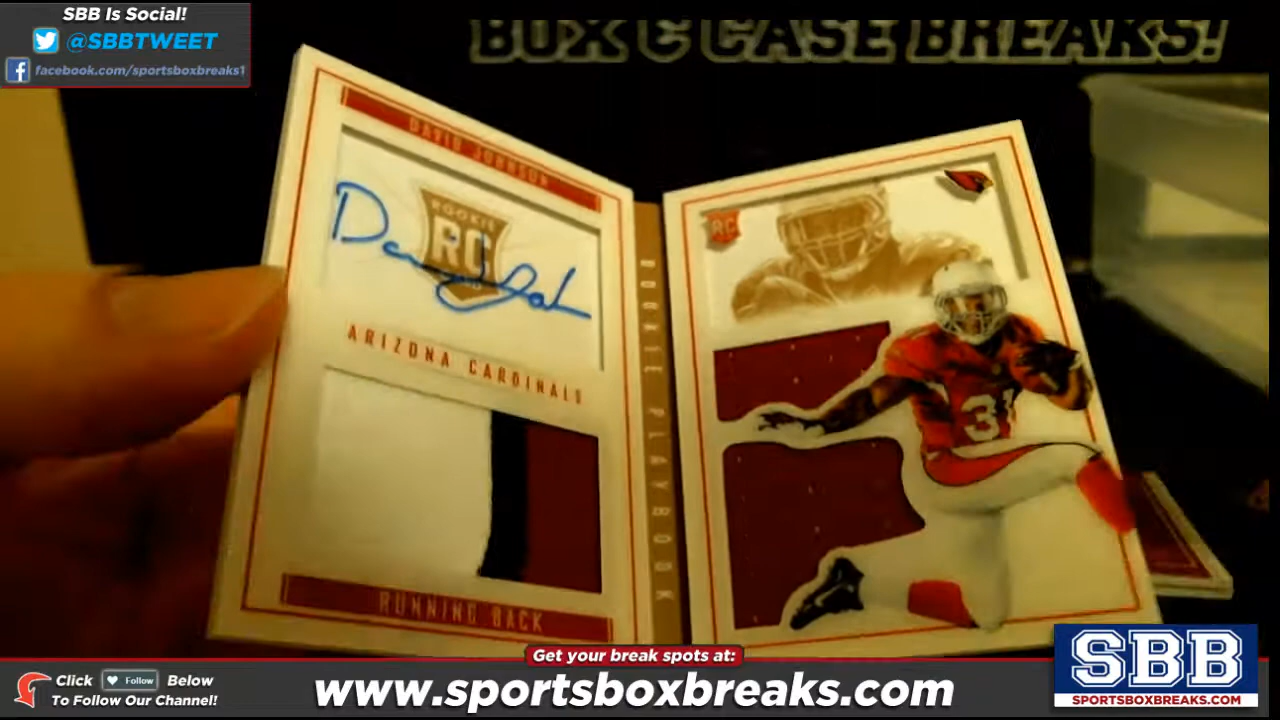 SBB Is Social!
@SBBTWEET
facebook.com/sportsboxbreaks1
BOX & CASE BREAKS!
DAVID JOHNSON
ROOKIE
RC
ARIZONA CARDINALS
RUNNING BACK
ROOKIE PLAYBOOK
RC
31
Get your break spots at:
Click Follow Below
To Follow Our Channel!
www.sportsboxbreaks.com
SBB
SPORTSBOXBREAKS.COM